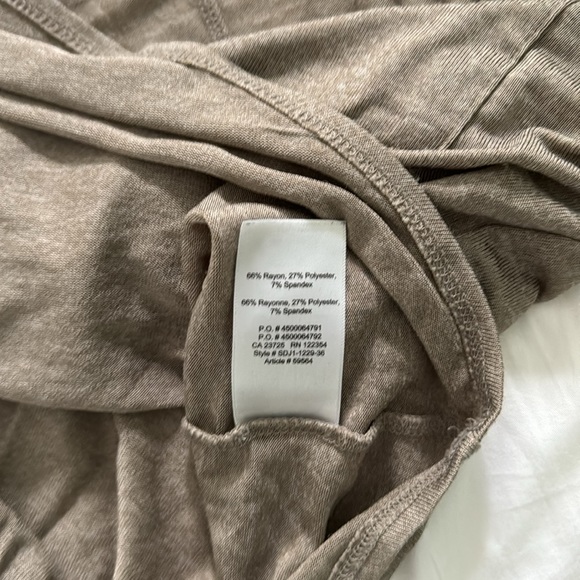 66% Rayon, 27% Polyester,
7% Spandex
66% Rayonne, 27% Polyester,
7% Spandex
P.O. # 4500064791
P.O. # 4500064792
CA 23725 RN 122354
Style # SDJ1-1229-36
Article # 59564